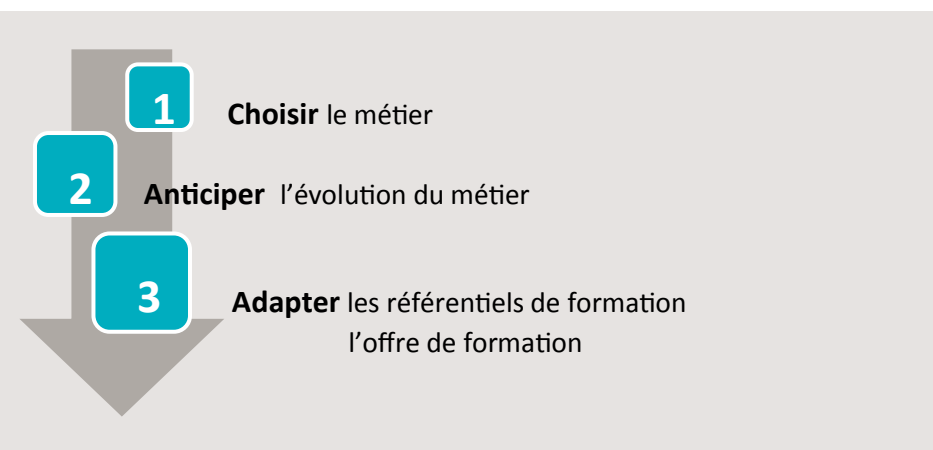 1 Choisir le métier
2 Anticiper l’évolution du métier
3 Adapter les référentiels de formation
l’offre de formation